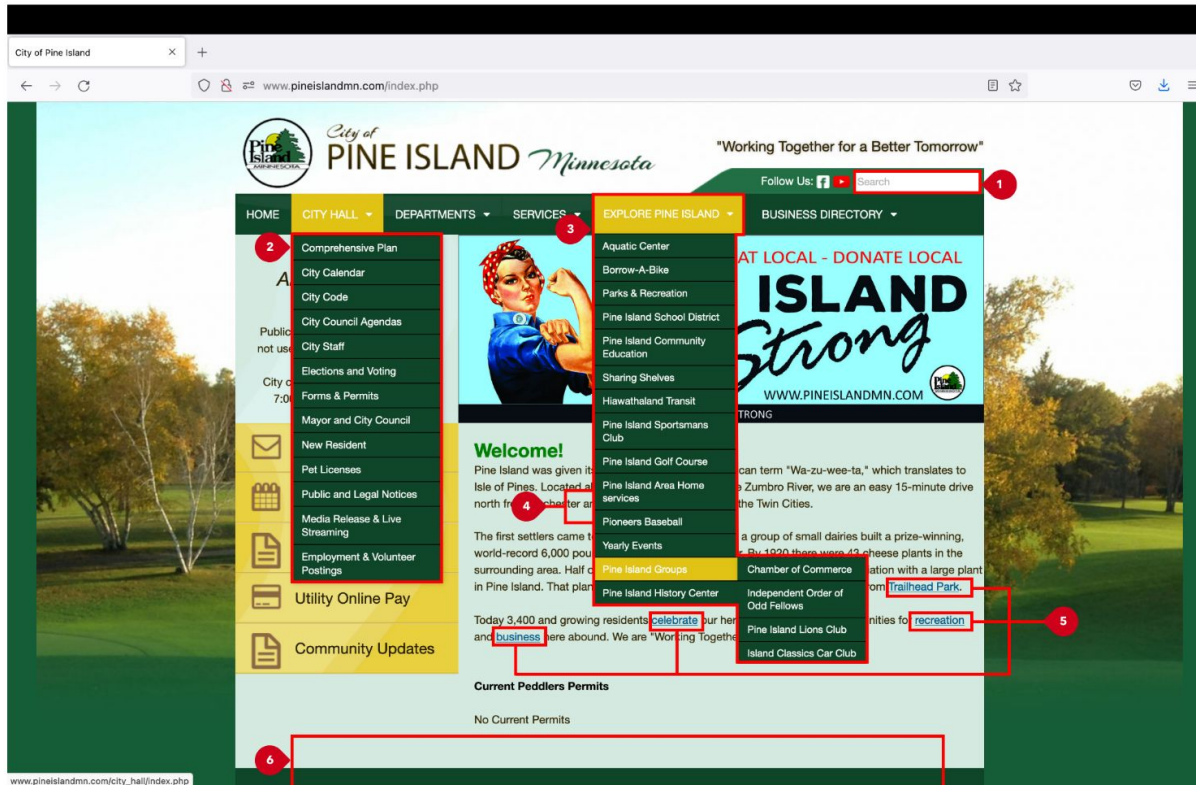 City of Pine Island
www.pineislandmn.com/index.php
Pine
Island
MINNESOTA
City of
PINE ISLAND Minnesota
"Working Together for a Better Tomorrow"
Follow Us:
Search
1
HOME
CITY HALL
DEPARTMENTS
SERVICES
EXPLORE PINE ISLAND
BUSINESS DIRECTORY
2
3
Comprehensive Plan
City Calendar
City Code
City Council Agendas
City Staff
Elections and Voting
Forms & Permits
Mayor and City Council
New Resident
Pet Licenses
Public and Legal Notices
Media Release & Live
Streaming
Employment & Volunteer
Postings
A
Public
not use
City o
7:00
Utility Online Pay
Community Updates
Aquatic Center
Borrow-A-Bike
Parks & Recreation
Pine Island School District
Pine Island Community
Education
Sharing Shelves
Hiawathaland Transit
Pine Island Sportsmans
Club
Pine Island Golf Course
Pine Island Area Home
services
Pioneers Baseball
Yearly Events
Pine Island Groups
Pine Island History Center
Chamber of Commerce
Independent Order of
Odd Fellows
Pine Island Lions Club
Island Classics Car Club
AT LOCAL - DONATE LOCAL
ISLAND
Strong
WWW.PINEISLANDMN.COM
TRONG
Welcome!
Pine Island was given it can term "Wa-zu-wee-ta," which translates to
Isle of Pines. Located al Zumbro River, we are an easy 15-minute drive
north fr chester ar the Twin Cities.
4
The first settlers came t a group of small dairies built a prize-winning,
world-record 6,000 pou By 1920 there were 43 cheese plants in the
surrounding area. Half o ation with a large plant
in Pine Island. That plan rom Trailhead Park.
Today 3,400 and growing residents celebrate our her nities for recreation
and business here abound. We are "Working Togethe
5
Current Peddlers Permits
No Current Permits
6
www.pineislandmn.com/city_hall/index.php